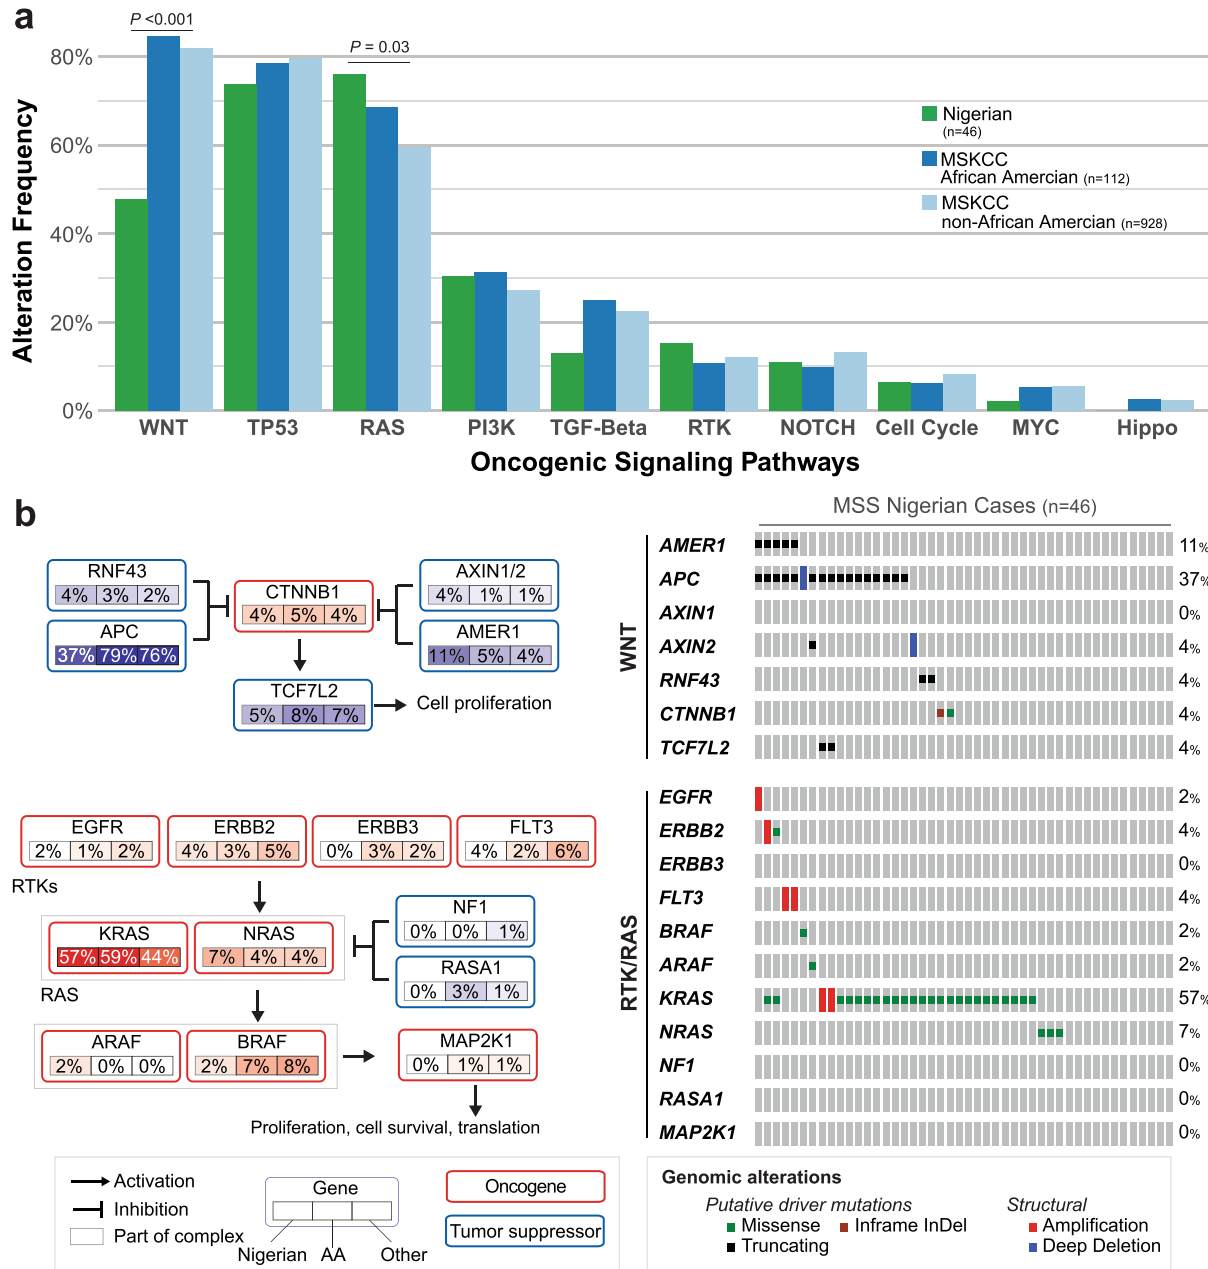 a
P <0.001
P = 0.03
80%
60%
40%
20%
0%
Alteration Frequency
Nigerian
(n=46)
MSKCC
African Amercian (n=112)
MSKCC
non-African Amercian (n=928)
WNT TP53 RAS PI3K TGF-Beta RTK NOTCH Cell Cycle MYC Hippo
Oncogenic Signaling Pathways
b
RNF43
4% 3% 2%
APC
37% 79% 76%
CTNNB1
4% 5% 4%
AXIN1/2
4% 1% 1%
AMER1
11% 5% 4%
TCF7L2
5% 8% 7%
Cell proliferation
EGFR
2% 1% 2%
ERBB2
4% 3% 5%
ERBB3
0% 3% 2%
FLT3
4% 2% 6%
RTKs
KRAS
57% 59% 44%
NRAS
7% 4% 4%
NF1
0% 0% 1%
RASA1
0% 3% 1%
RAS
ARAF
2% 0% 0%
BRAF
2% 7% 8%
MAP2K1
0% 1% 1%
Proliferation, cell survival, translation
Activation
Inhibition
Part of complex
Gene
Nigerian AA Other
Oncogene
Tumor suppressor
MSS Nigerian Cases (n=46)
WNT
AMER1 11%
APC 37%
AXIN1 0%
AXIN2 4%
RNF43 4%
CTNNB1 4%
TCF7L2 4%
RTK/RAS
EGFR 2%
ERBB2 4%
ERBB3 0%
FLT3 4%
BRAF 2%
ARAF 2%
KRAS 57%
NRAS 7%
NF1 0%
RASA1 0%
MAP2K1 0%
Genomic alterations
Putative driver mutations Structural
Missense Inframe InDel Amplification
Truncating Deep Deletion